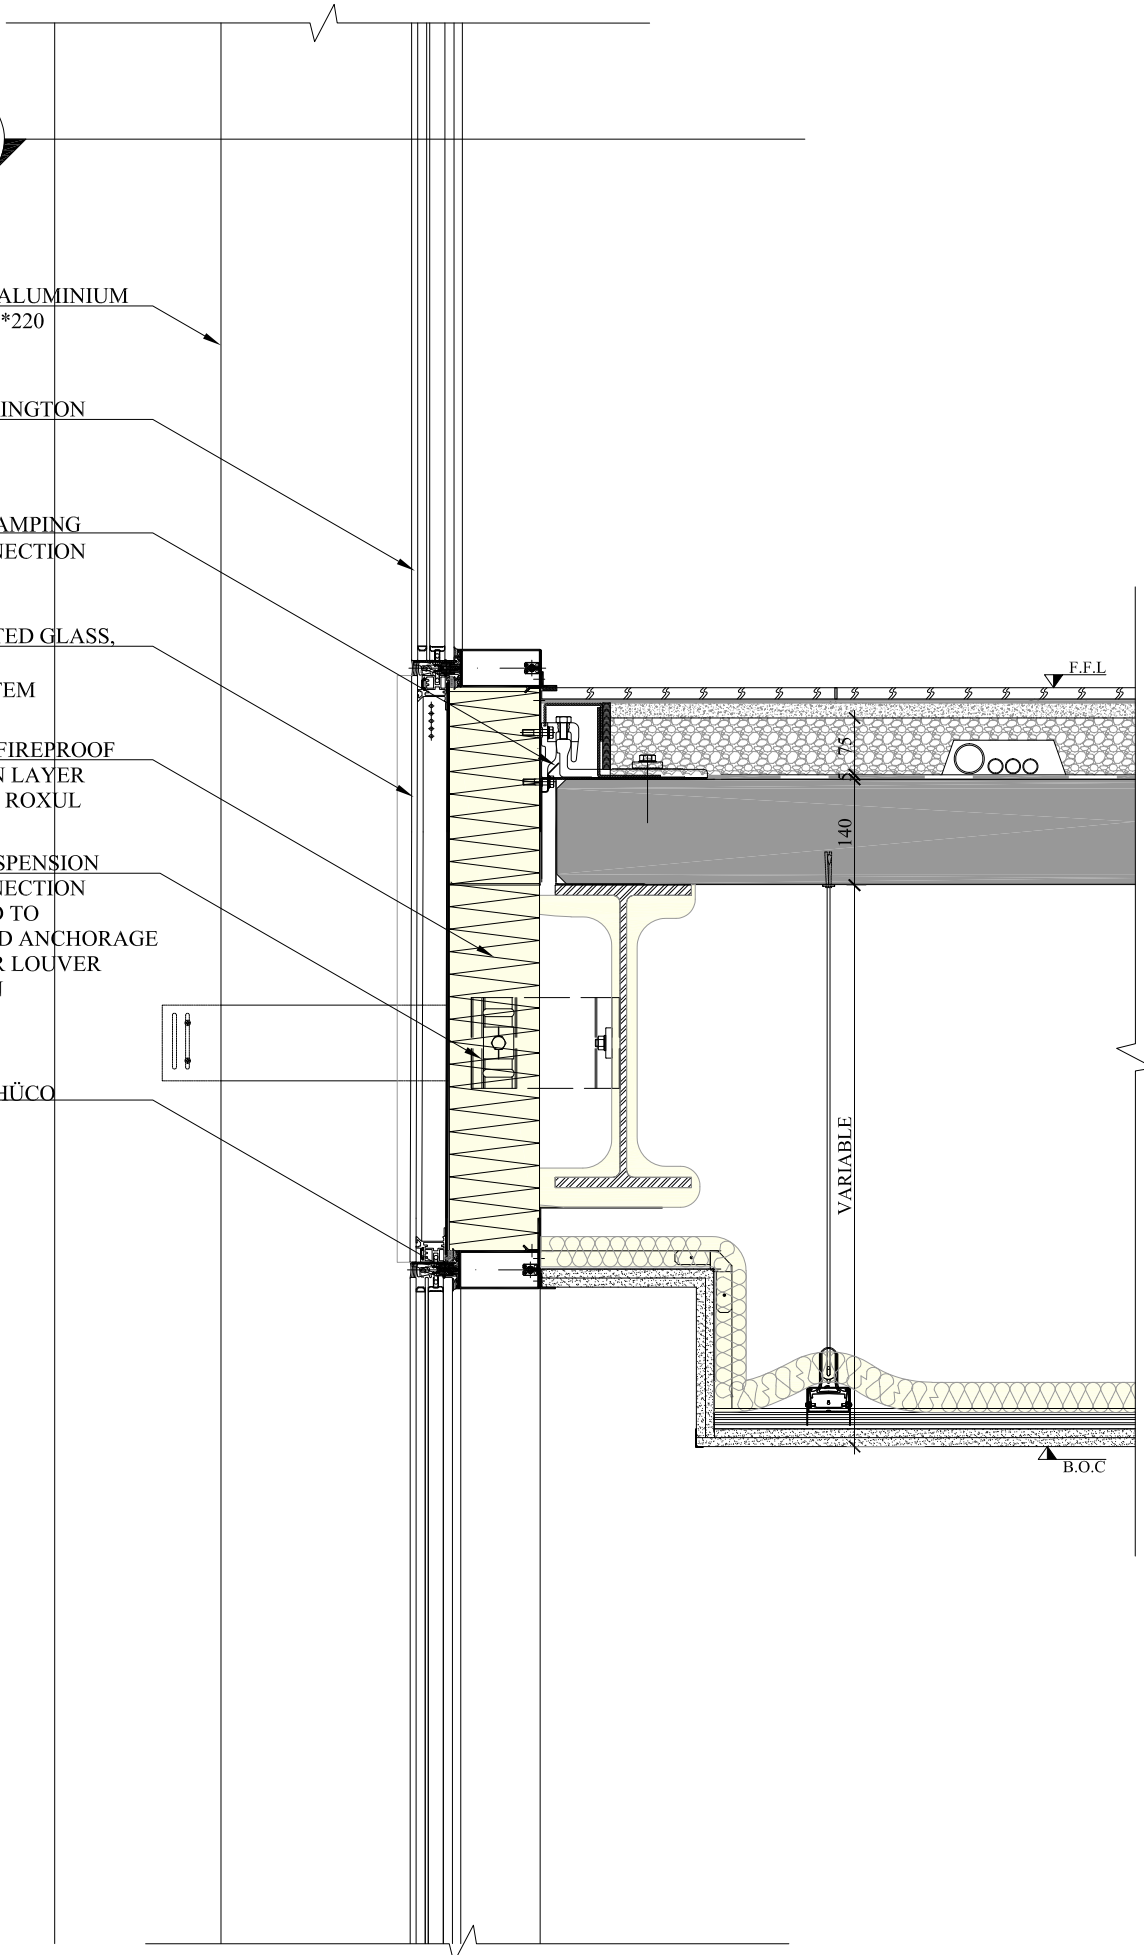 ALUMINIUM
*220
INGTON
AMPING
NECTION
TED GLASS,
TEM
FIREPROOF
N LAYER
ROXUL
SPENSION
NECTION
D TO
D ANCHORAGE
R LOUVER
N
HÜCO
F.F.L
75
5
140
VARIABLE
B.O.C